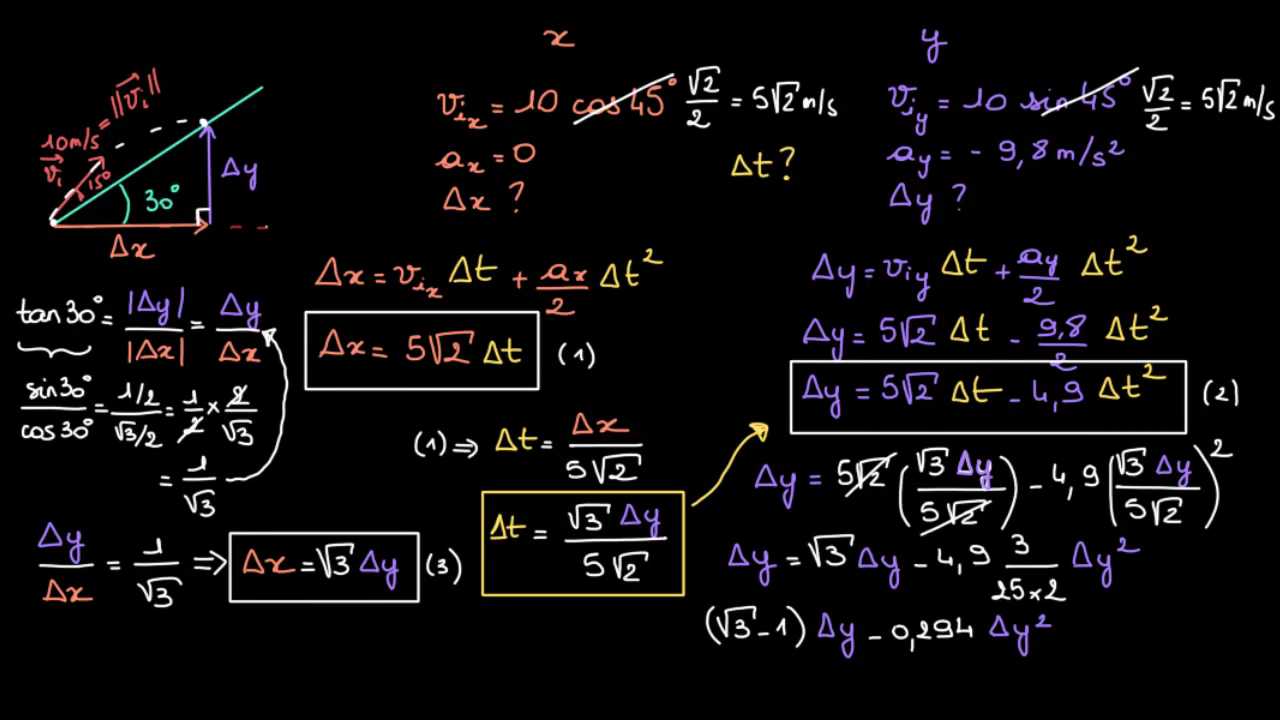 x
y
10m/s = ||v⃗ᵢ||
v⃗ᵢ
15°
30°
Δy
Δx
vᵢₓ = 10 cos 45° √2/2 = 5√2 m/s
aₓ = 0
Δx ?
Δt ?
vᵢy = 10 sin 45° √2/2 = 5√2 m/s
ay = - 9,8 m/s²
Δy ?
Δx = vᵢₓ Δt + ax/2 Δt²
Δx = 5√2 Δt (1)
(1) ⇒ Δt = Δx/5√2
Δt = √3 Δy/5√2
tan 30° = |Δy|/|Δx| = Δy/Δx
sin 30°/cos 30° = 1/2/√3/2 = 1/2 × 2/√3
= 1/√3
Δy/Δx = 1/√3 ⇒ Δx = √3 Δy (3)
Δy = viy Δt + ay/2 Δt²
Δy = 5√2 Δt - 9,8/2 Δt²
Δy = 5√2 Δt - 4,9 Δt² (2)
Δy = 5√2 (√3 Δy/5√2) - 4,9 (√3 Δy/5√2)²
Δy = √3 Δy - 4,9 3/25×2 Δy²
(√3 - 1) Δy - 0,294 Δy²